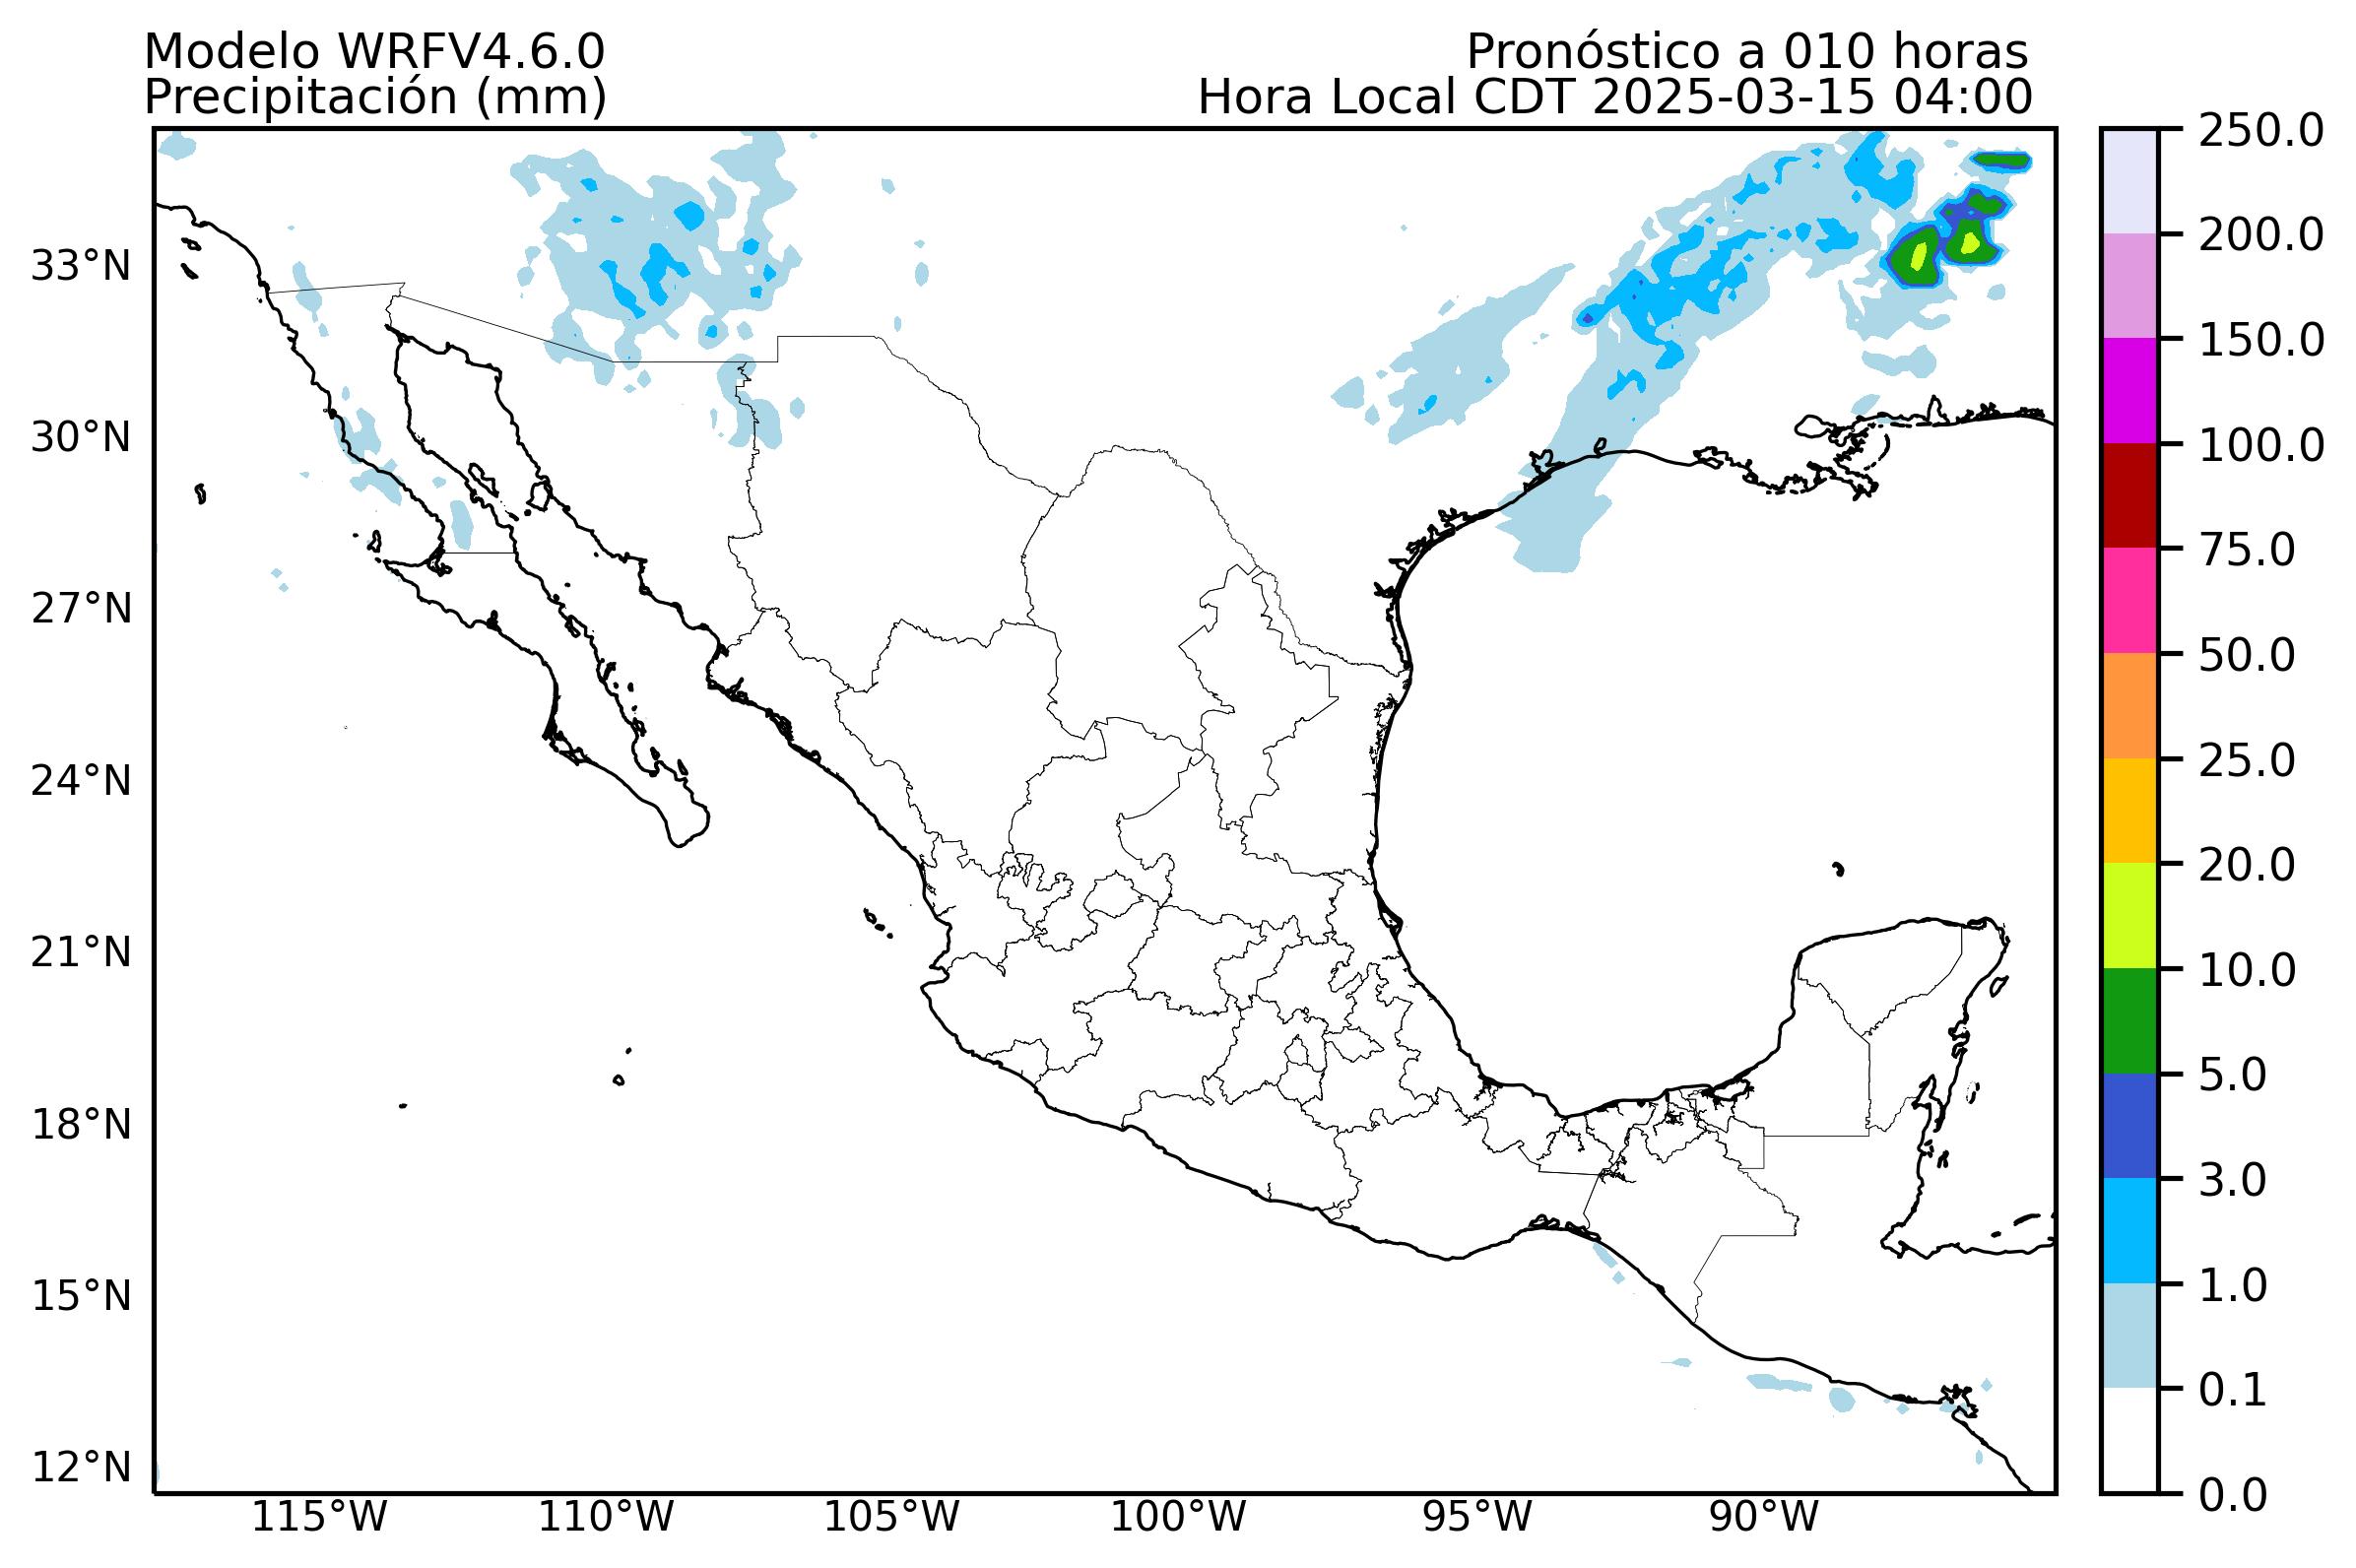 Modelo WRFV4.6.0
Precipitación (mm)
Pronóstico a 010 horas
Hora Local CDT 2025-03-15 04:00
33°N
30°N
27°N
24°N
21°N
18°N
15°N
12°N
115°W
110°W
105°W
100°W
95°W
90°W
250.0
200.0
150.0
100.0
75.0
50.0
25.0
20.0
10.0
5.0
3.0
1.0
0.1
0.0